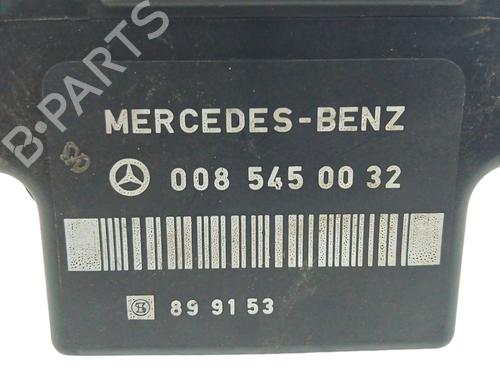 B-PARTS
MERCEDES-BENZ
008 545 00 32
89 91 53